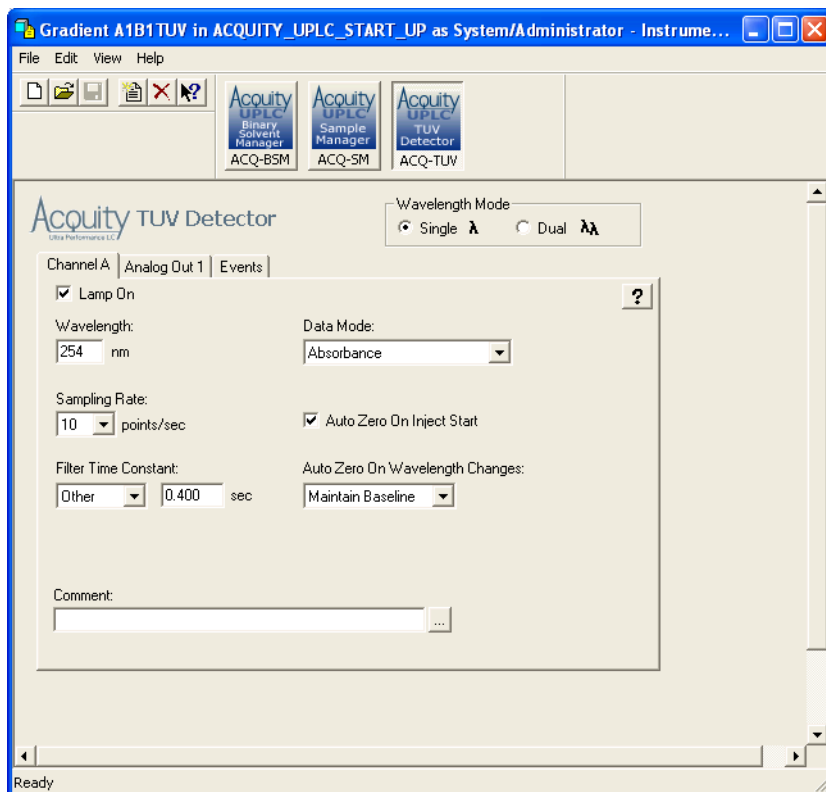 Gradient A1B1TUV in ACQUITY_UPLC_START_UP as System/Administrator - Instrume...
File Edit View Help
Acquity UPLC Binary Solvent Manager
Acquity UPLC Sample Manager
Acquity UPLC TUV Detector
ACQ-BSM ACQ-SM ACQ-TUV
Acquity TUV Detector
Ultra Performance LC
Wavelength Mode
Single λ Dual λλ
Channel A Analog Out 1 Events
Lamp On
?
Wavelength: Data Mode:
254 nm Absorbance
Sampling Rate:
10 points/sec Auto Zero On Inject Start
Filter Time Constant: Auto Zero On Wavelength Changes:
Other 0.400 sec Maintain Baseline
Comment:
...
Ready